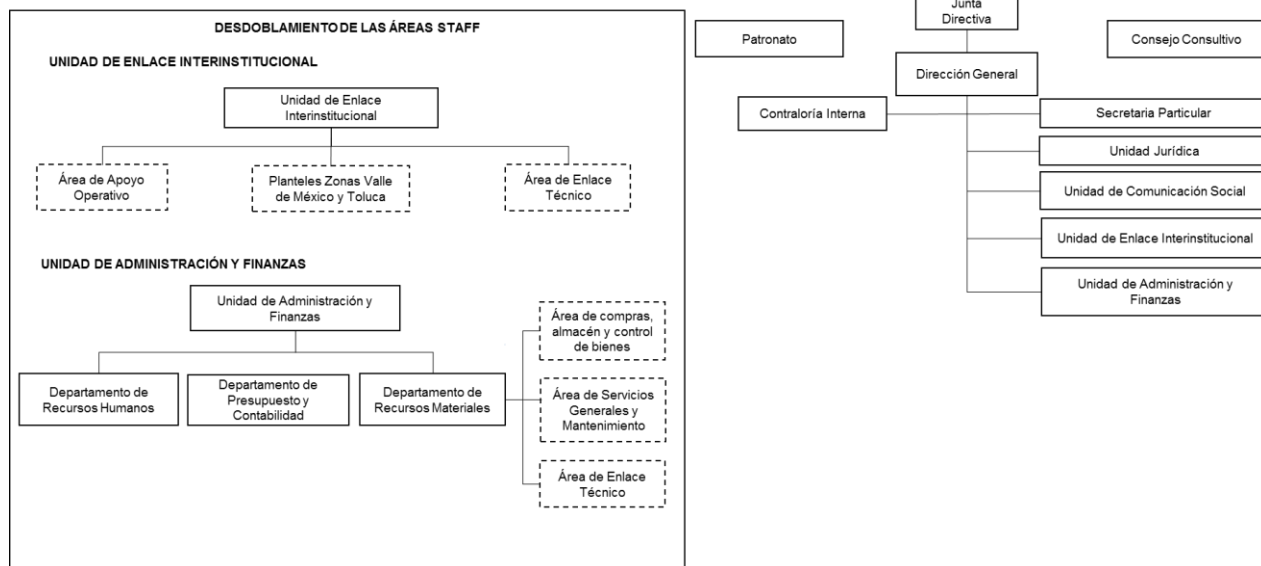 DESDOBLAMIENTO DE LAS ÁREAS STAFF
UNIDAD DE ENLACE INTERINSTITUCIONAL
Unidad de Enlace
Interinstitucional
Área de Apoyo
Operativo
Planteles Zonas Valle
de México y Toluca
Área de Enlace
Técnico
UNIDAD DE ADMINISTRACIÓN Y FINANZAS
Unidad de Administración y
Finanzas
Departamento de
Recursos Humanos
Departamento de
Presupuesto y
Contabilidad
Departamento de
Recursos Materiales
Área de compras,
almacén y control
de bienes
Área de Servicios
Generales y
Mantenimiento
Área de Enlace
Técnico
Junta
Directiva
Patronato
Consejo Consultivo
Dirección General
Contraloría Interna
Secretaria Particular
Unidad Jurídica
Unidad de Comunicación Social
Unidad de Enlace Interinstitucional
Unidad de Administración y
Finanzas